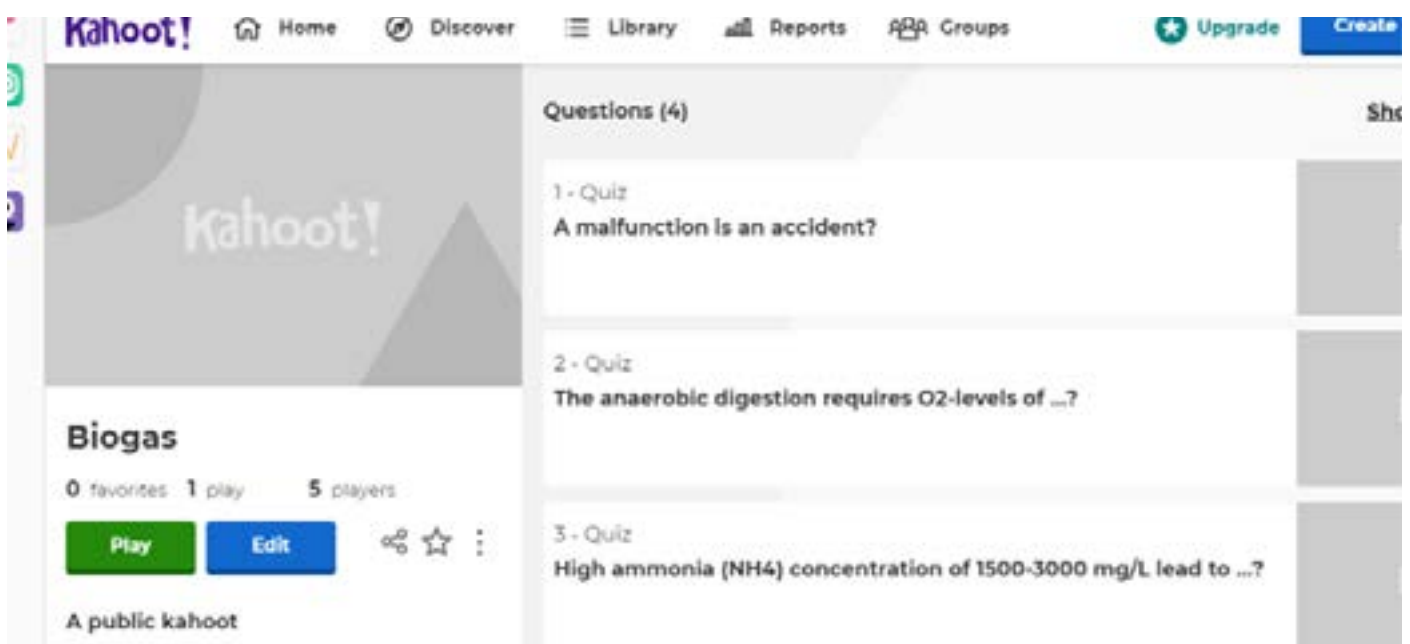 Kahoot! Home Discover Library Reports Groups Upgrade Create
Kahoot!
Biogas
0 favorites 1 play 5 players
Play Edit
A public kahoot
Questions (4)
1 - Quiz
A malfunction is an accident?
2 - Quiz
The anaerobic digestion requires O2-levels of ...?
3 - Quiz
High ammonia (NH4) concentration of 1500-3000 mg/L lead to ...?